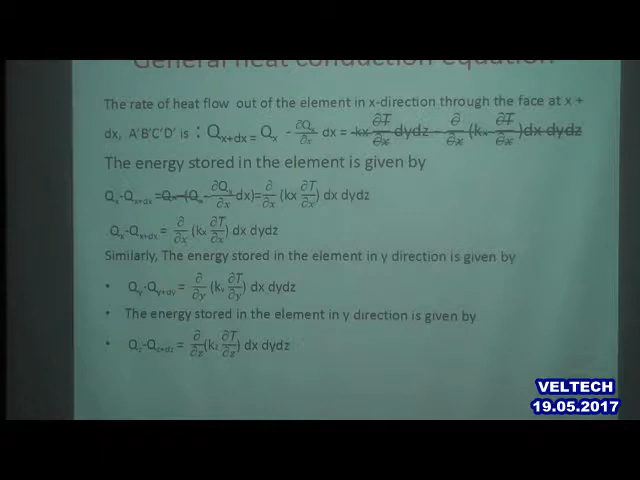 General heat conduction equation
The rate of heat flow out of the element in x-direction through the face at x +
dx, A'B'C'D' is : Qx+dx = Qx - ∂Qx/∂x dx = -kx ∂T/∂x dydz - ∂/∂x (kx ∂T/∂x )dx dydz
The energy stored in the element is given by
Qx-Qx+dx =Qx -(Qx -∂Qx/∂x dx)= ∂/∂x (kx ∂T/∂x) dx dydz
Qx-Qx+dx = ∂/∂x (kx ∂T/∂x) dx dydz
Similarly, The energy stored in the element in y direction is given by
• Qy-Qy+dy = ∂/∂y (ky ∂T/∂y) dx dydz
• The energy stored in the element in y direction is given by
• Qz-Qz+dz = ∂/∂z (kz ∂T/∂z) dx dydz
VELTECH
19.05.2017